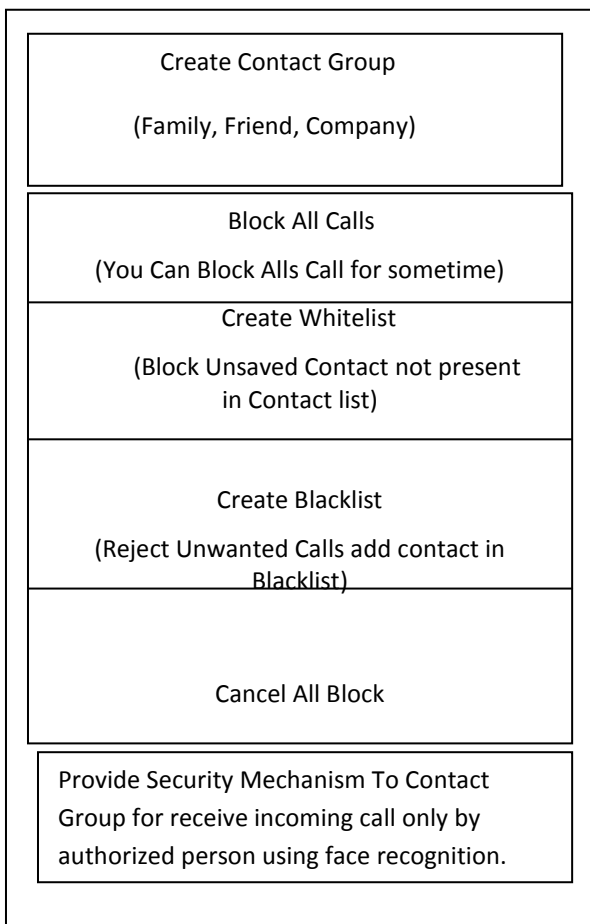 Create Contact Group
(Family, Friend, Company)
Block All Calls
(You Can Block Alls Call for sometime)
Create Whitelist
(Block Unsaved Contact not present
in Contact list)
Create Blacklist
(Reject Unwanted Calls add contact in
Blacklist)
Cancel All Block
Provide Security Mechanism To Contact
Group for receive incoming call only by
authorized person using face recognition.